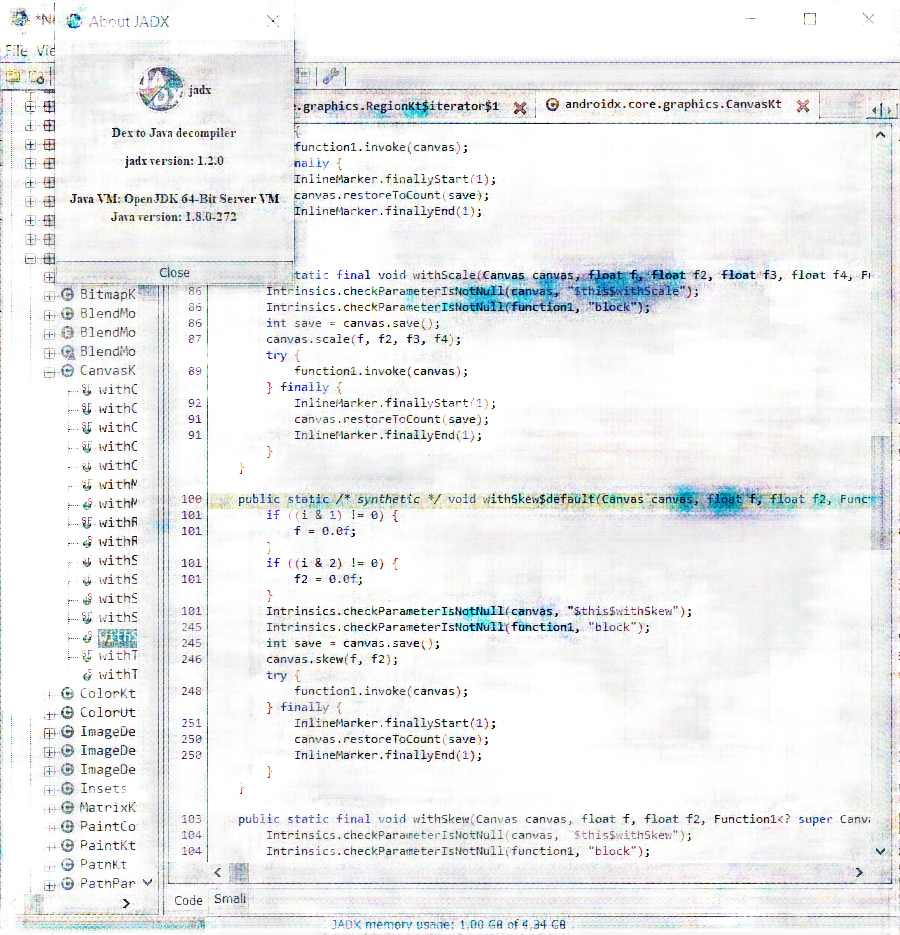 About JADX
File
jadx
Dex to Java decompiler
jadx version: 1.2.0
Java VM: OpenJDK 64-Bit Server VM
Java version: 1.8.0-272
Close
BitmapK
BlendMo
BlendMo
BlendMo
CanvasK
withC
withC
withC
withC
withC
withM
withM
withR
withR
withS
withS
withS
withS
withS
withT
withT
ColorKt
ColorUt
ImageDe
ImageDe
ImageDe
Insets
MatrixK
PaintCo
PaintKt
PathKt
PathPar
e.graphics.RegionKt$iterator$1
androidx.core.graphics.CanvasKt
{
function1.invoke(canvas);
nally {
InlineMarker.finallyStart(1);
canvas.restoreToCount(save);
InlineMarker.finallyEnd(1);
tatic final void withScale(Canvas canvas, float f, float f2, float f3, float f4, Fu
86 Intrinsics.checkParameterIsNotNull(canvas, "$this$withScale");
86 Intrinsics.checkParameterIsNotNull(function1, "block");
86 int save = canvas.save();
87 canvas.scale(f, f2, f3, f4);
try {
89 function1.invoke(canvas);
} finally {
92 InlineMarker.finallyStart(1);
91 canvas.restoreToCount(save);
91 InlineMarker.finallyEnd(1);
}
}
100 public static /* synthetic */ void withSkew$default(Canvas canvas, float f, float f2, Funct
101 if ((i & 1) != 0) {
101 f = 0.0f;
}
101 if ((i & 2) != 0) {
101 f2 = 0.0f;
}
101 Intrinsics.checkParameterIsNotNull(canvas, "$this$withSkew");
245 Intrinsics.checkParameterIsNotNull(function1, "block");
245 int save = canvas.save();
246 canvas.skew(f, f2);
try {
248 function1.invoke(canvas);
} finally {
251 InlineMarker.finallyStart(1);
250 canvas.restoreToCount(save);
250 InlineMarker.finallyEnd(1);
}
}
103 public static final void withSkew(Canvas canvas, float f, float f2, Function1<? super Canva
104 Intrinsics.checkParameterIsNotNull(canvas, "$this$withSkew");
104 Intrinsics.checkParameterIsNotNull(function1, "block");
Code Smali
JADX memory usage: 1.00 GB of 4.34 GB